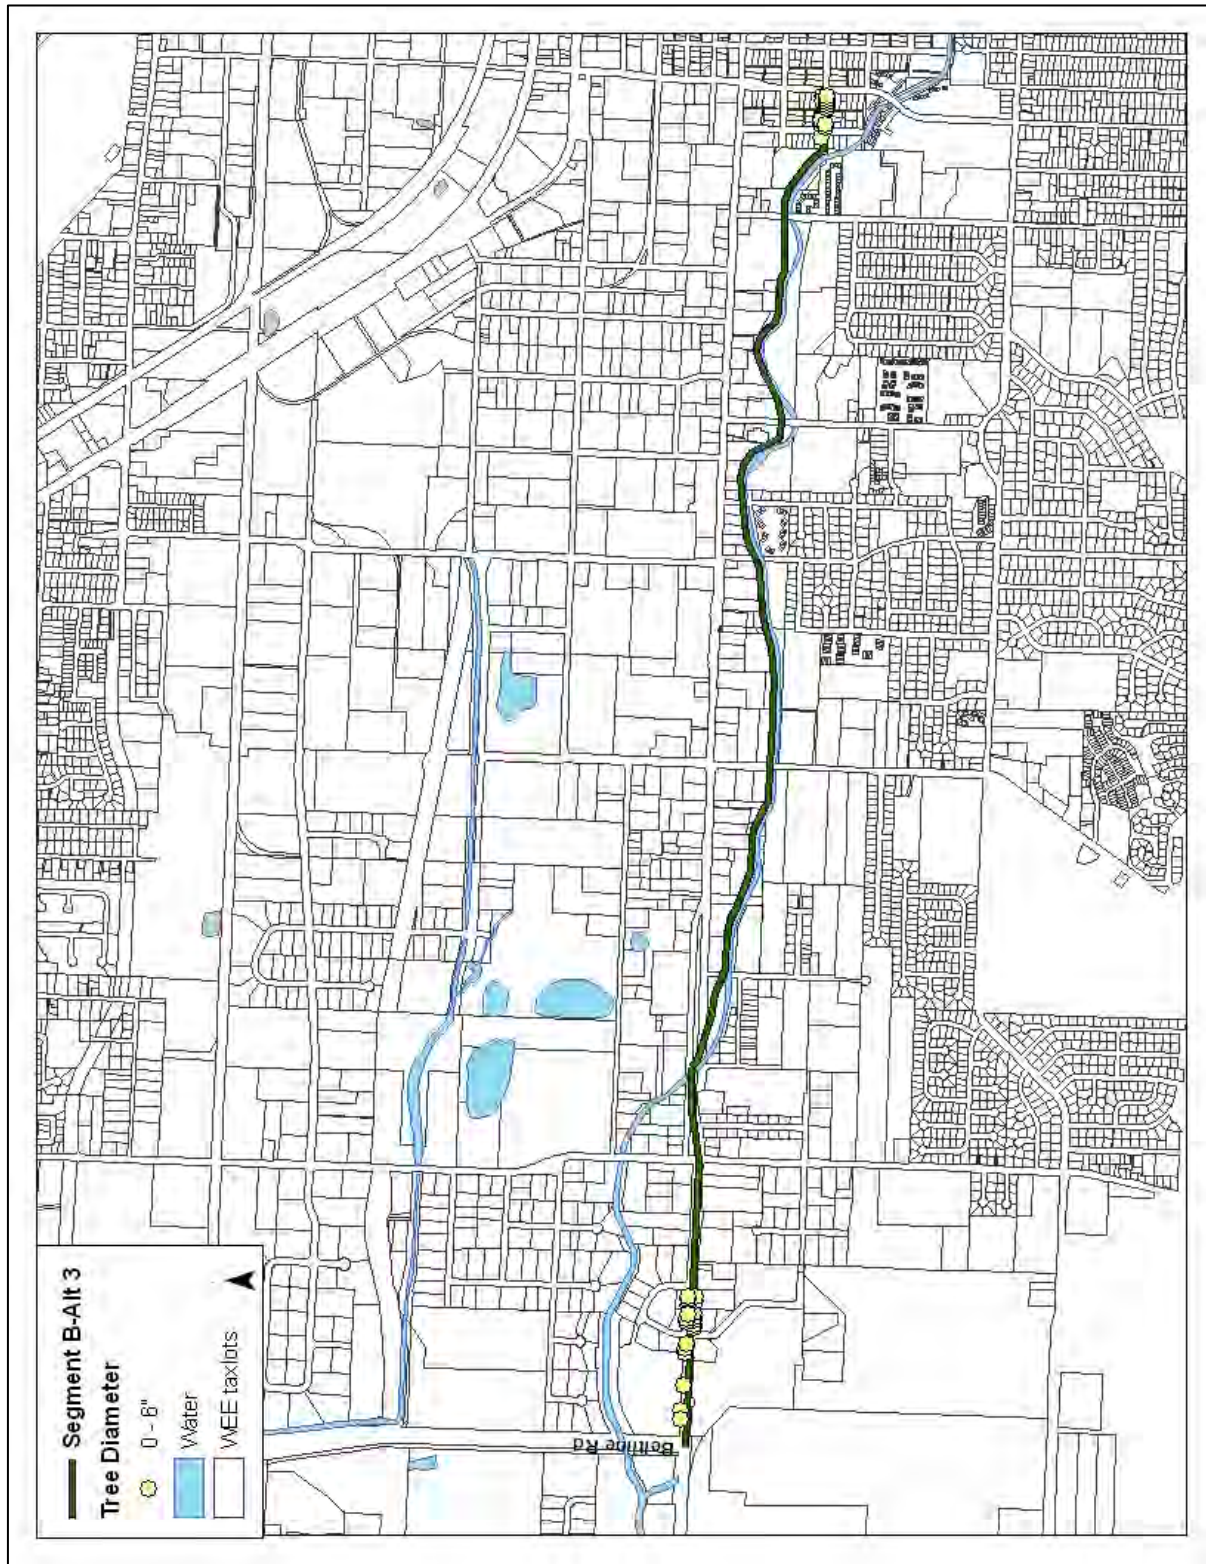 Segment B-Alt 3
Tree Diameter
0 - 6"
Water
WEE taxlots
Beltline Rd